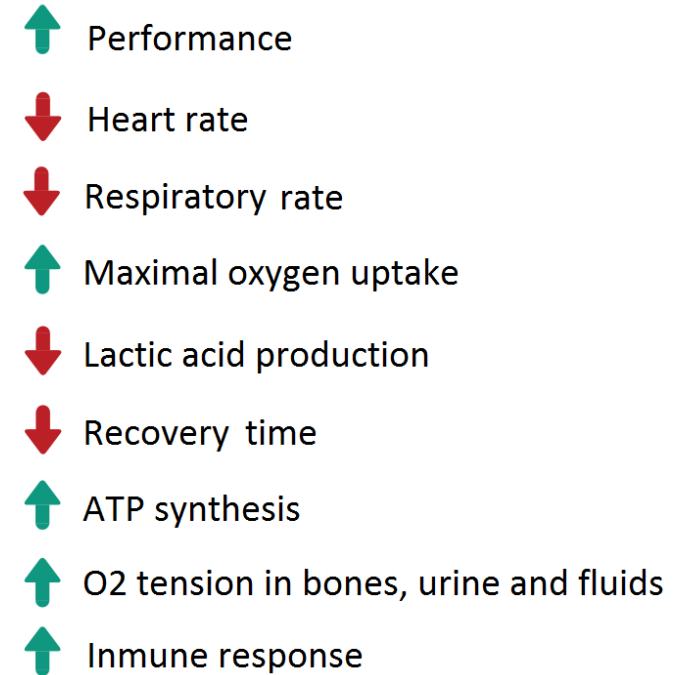 Performance
Heart rate
Respiratory rate
Maximal oxygen uptake
Lactic acid production
Recovery time
ATP synthesis
O2 tension in bones, urine and fluids
Inmune response